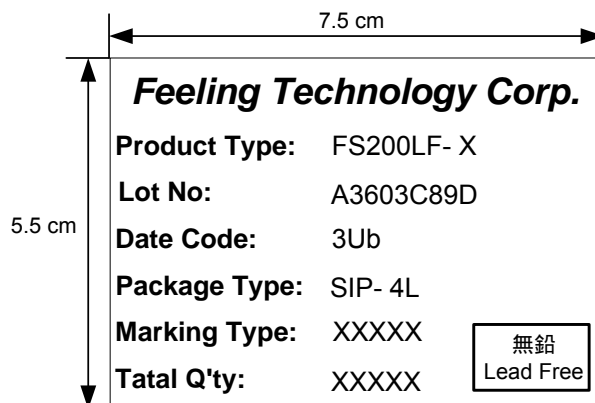 7.5 cm
Feeling Technology Corp.
Product Type: FS200LF- X
Lot No: A3603C89D
5.5 cm
Date Code: 3Ub
Package Type: SIP- 4L
Marking Type: XXXXX
無鉛
Lead Free
Tatal Q'ty: XXXXX